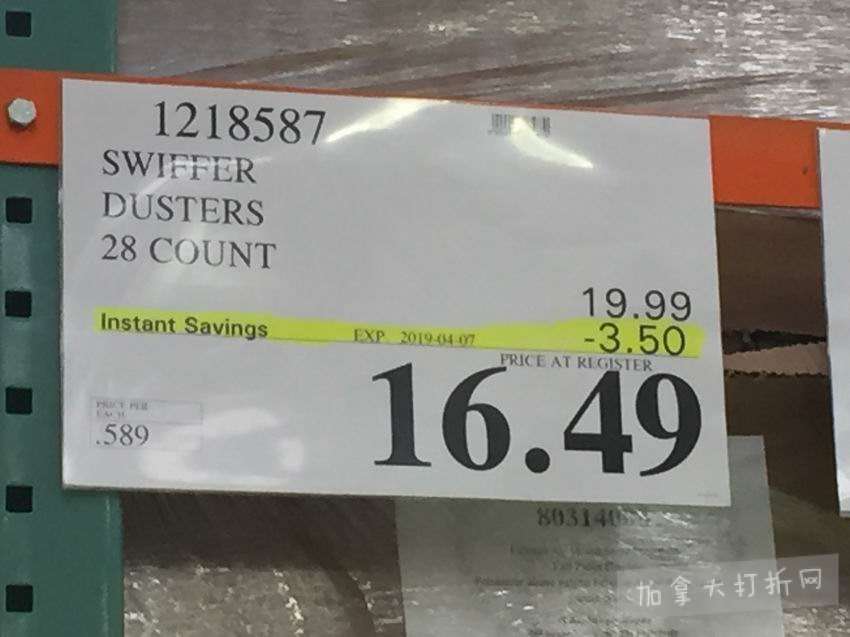 1218587
SWIFFER
DUSTERS
28 COUNT
19.99
Instant Savings EXP 2019-04-07 -3.50
PRICE AT REGISTER
16.49
PRICE PER
EACH
.589
加拿大打折网